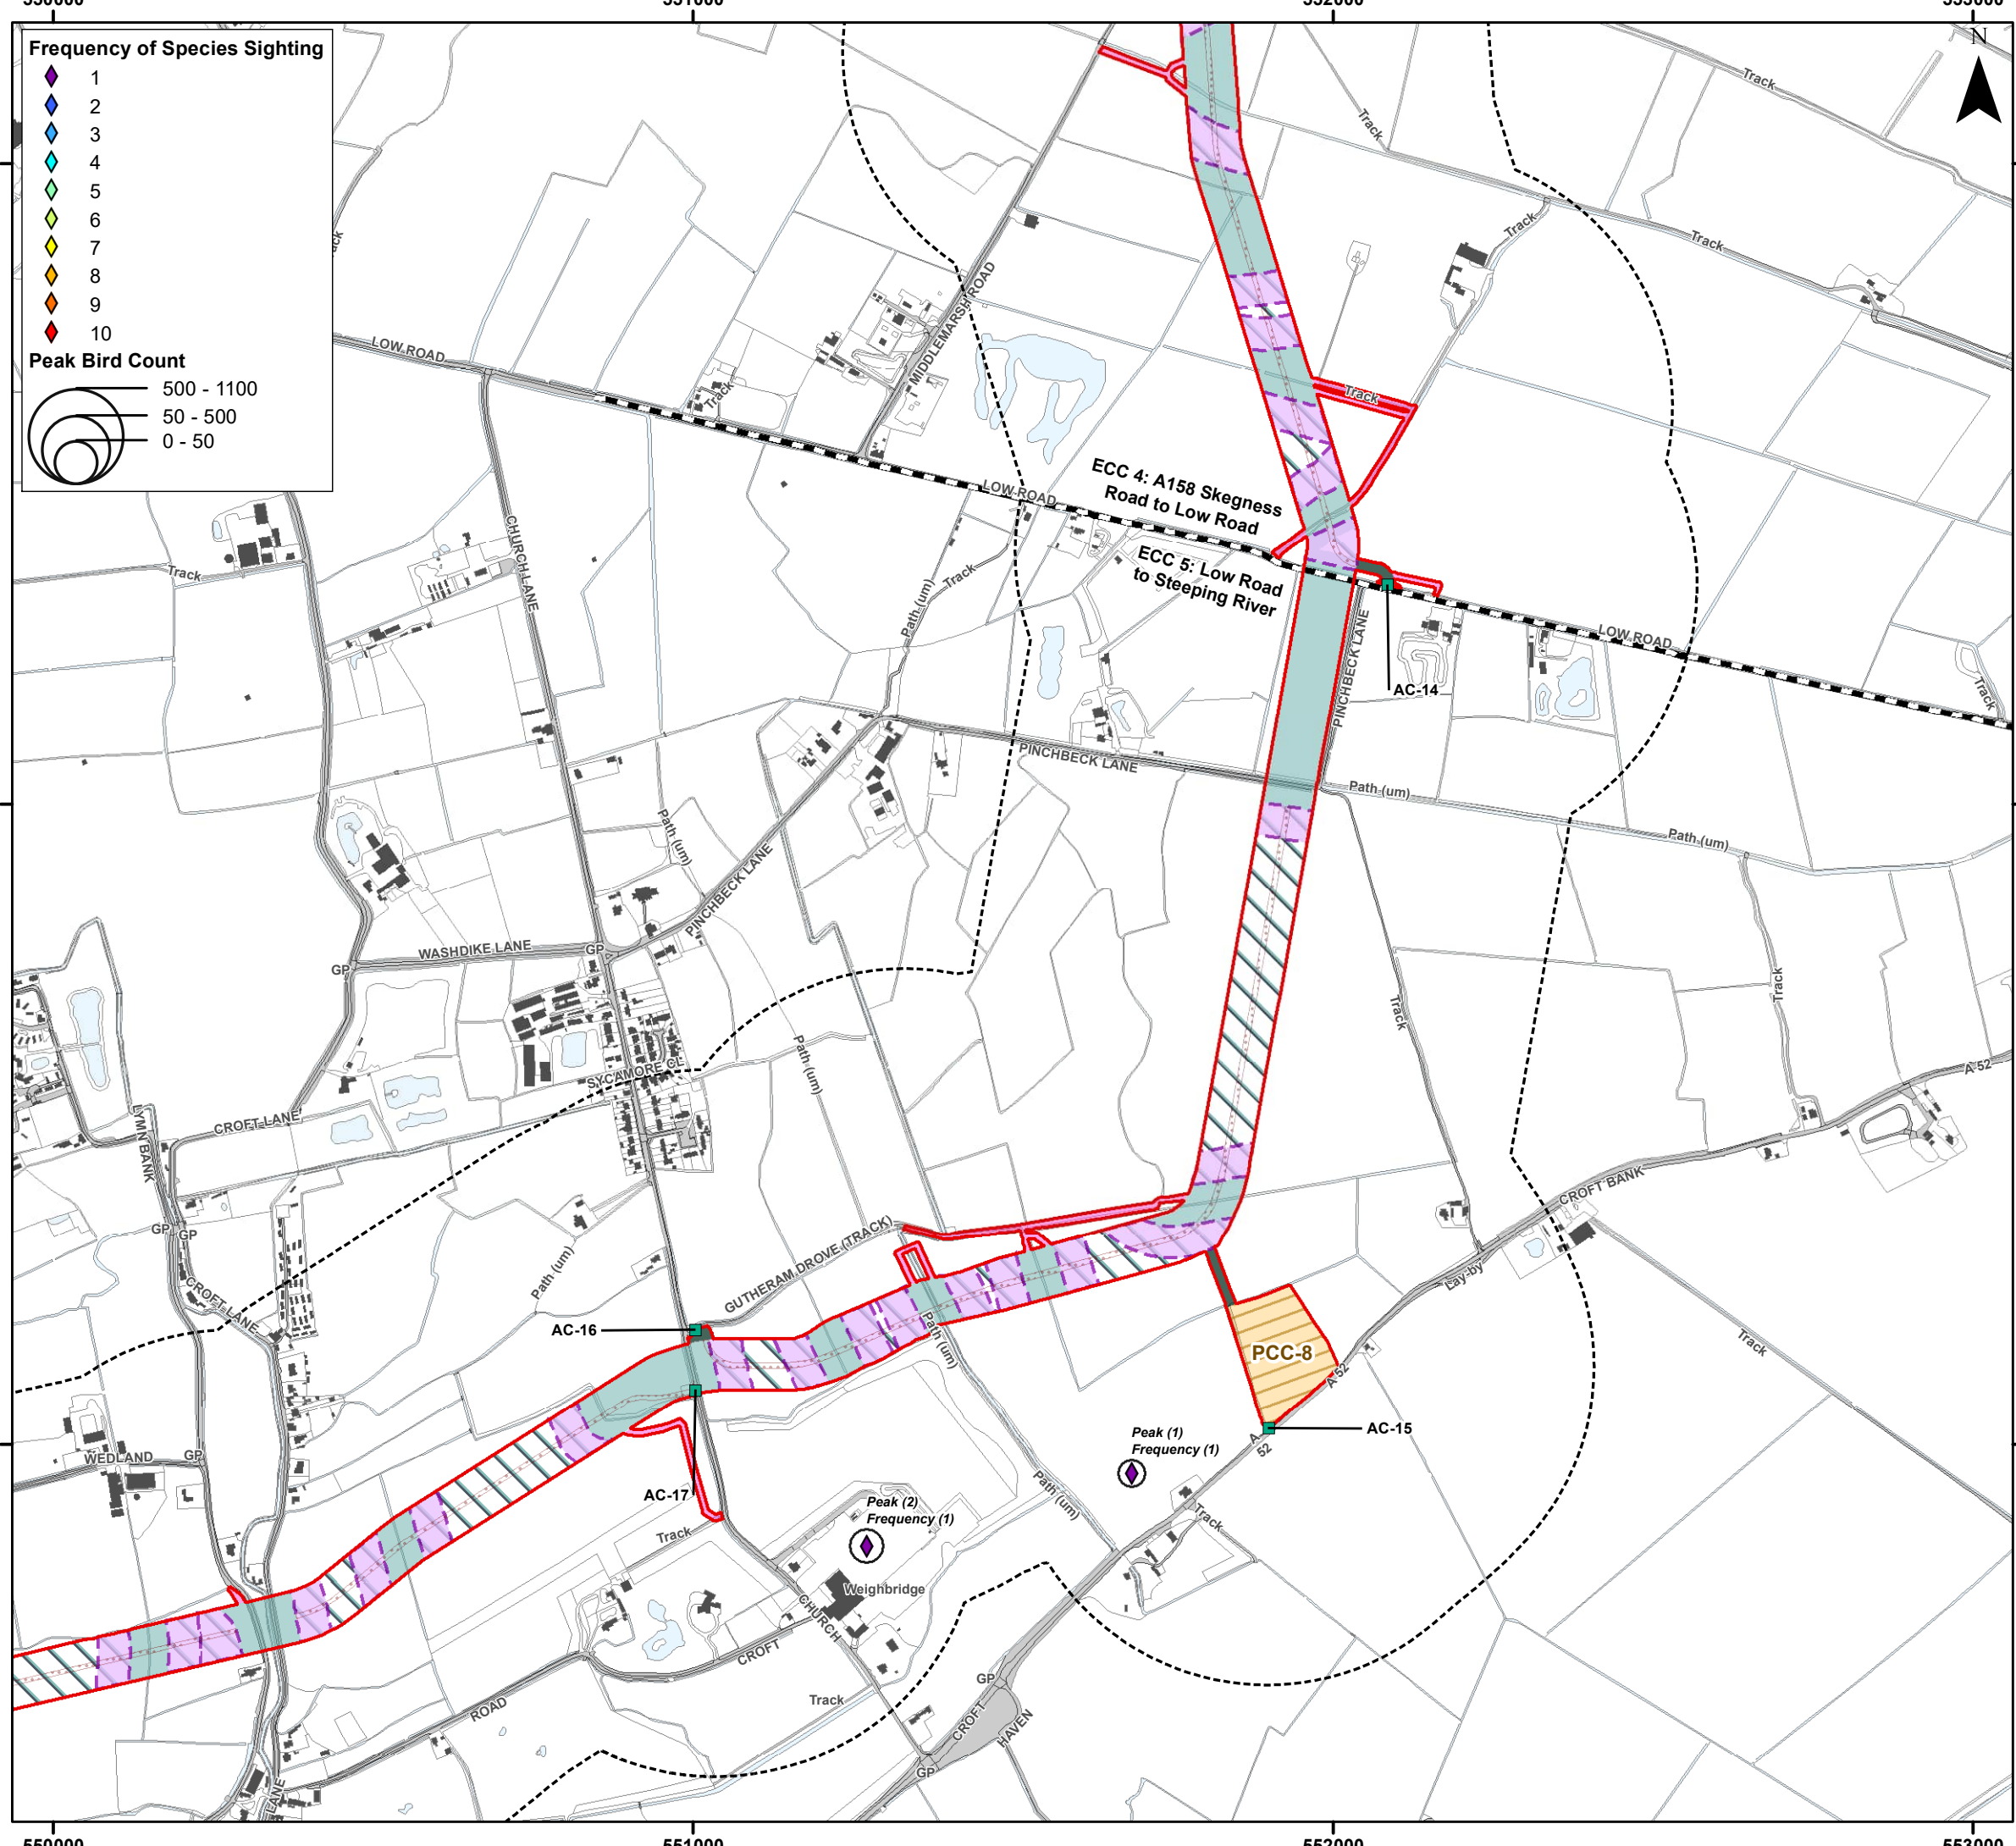 550000
551000
552000
553000
N
Frequency of Species Sighting
1
2
3
4
5
6
7
8
9
10
Peak Bird Count
500 - 1100
50 - 500
0 - 50
Track
Track
Track
Track
LOW ROAD
MIDDLEMARSH ROAD
Track
Track
LOW ROAD
ECC 4: A158 Skegness
Road to Low Road
ECC 5: Low Road
to Steeping River
CHURCH LANE
Track
Track
Path (um)
LOW ROAD
PINCHBECK LANE
AC-14
Track
PINCHBECK LANE
Path (um)
Path (um)
Path (um)
PINCHBECK LANE
WASHDIKE LANE
GP
GP
Track
Track
Path (um)
SYCAMORE CL
A 52
CROFT LANE
LYMN BANK
CROFT BANK
GP
GP
GUTHERAM DROVE (TRACK)
Path (um)
Lay-by
CROFT LANE
AC-16
Path (um)
PCC-8
A 52
Track
AC-15
Peak (1)
Frequency (1)
A 52
WEDLAND
GP
AC-17
Path (um)
Peak (2)
Frequency (1)
Track
Track
Weighbridge
CHURCH
CROFT
GP
Track
ROAD
CROFT
HAVEN
GP
LANE
550000
551000
552000
553000